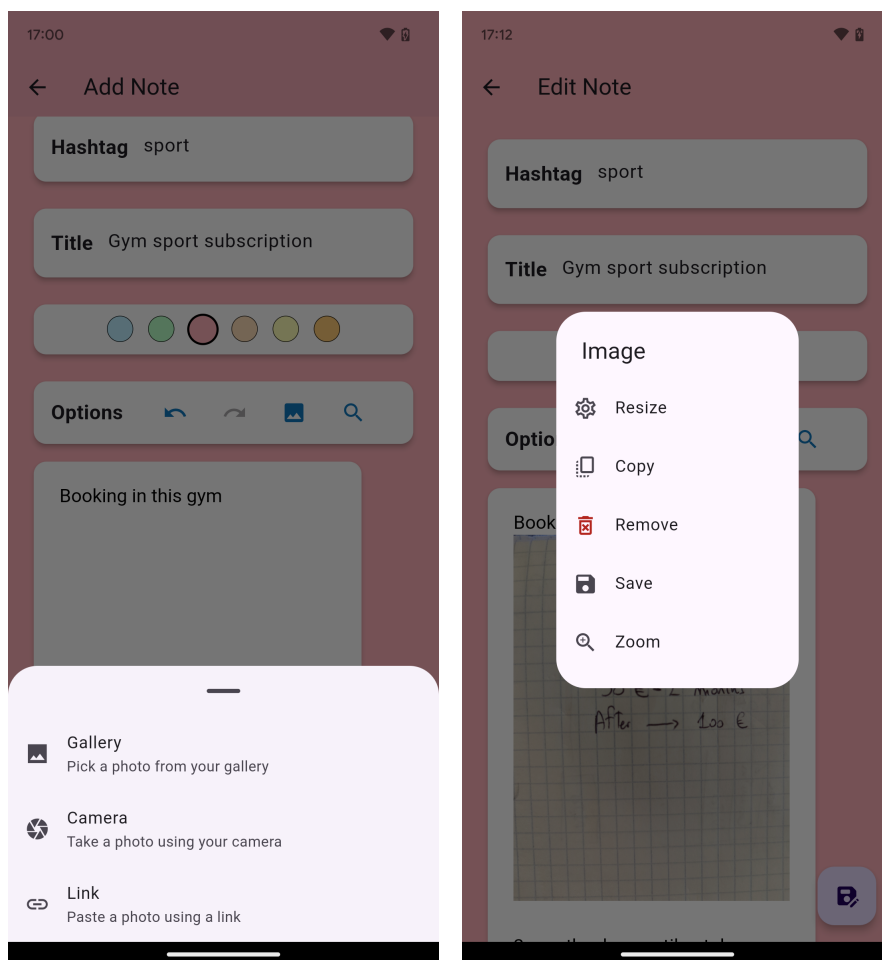 17:00
Add Note
Hashtag sport
Title Gym sport subscription
Options
Booking in this gym
Gallery
Pick a photo from your gallery
Camera
Take a photo using your camera
Link
Paste a photo using a link
17:12
Edit Note
Hashtag sport
Title Gym sport subscription
Optio
Book
Image
Resize
Copy
Remove
Save
Zoom
€ - 2 months
After → 100 €